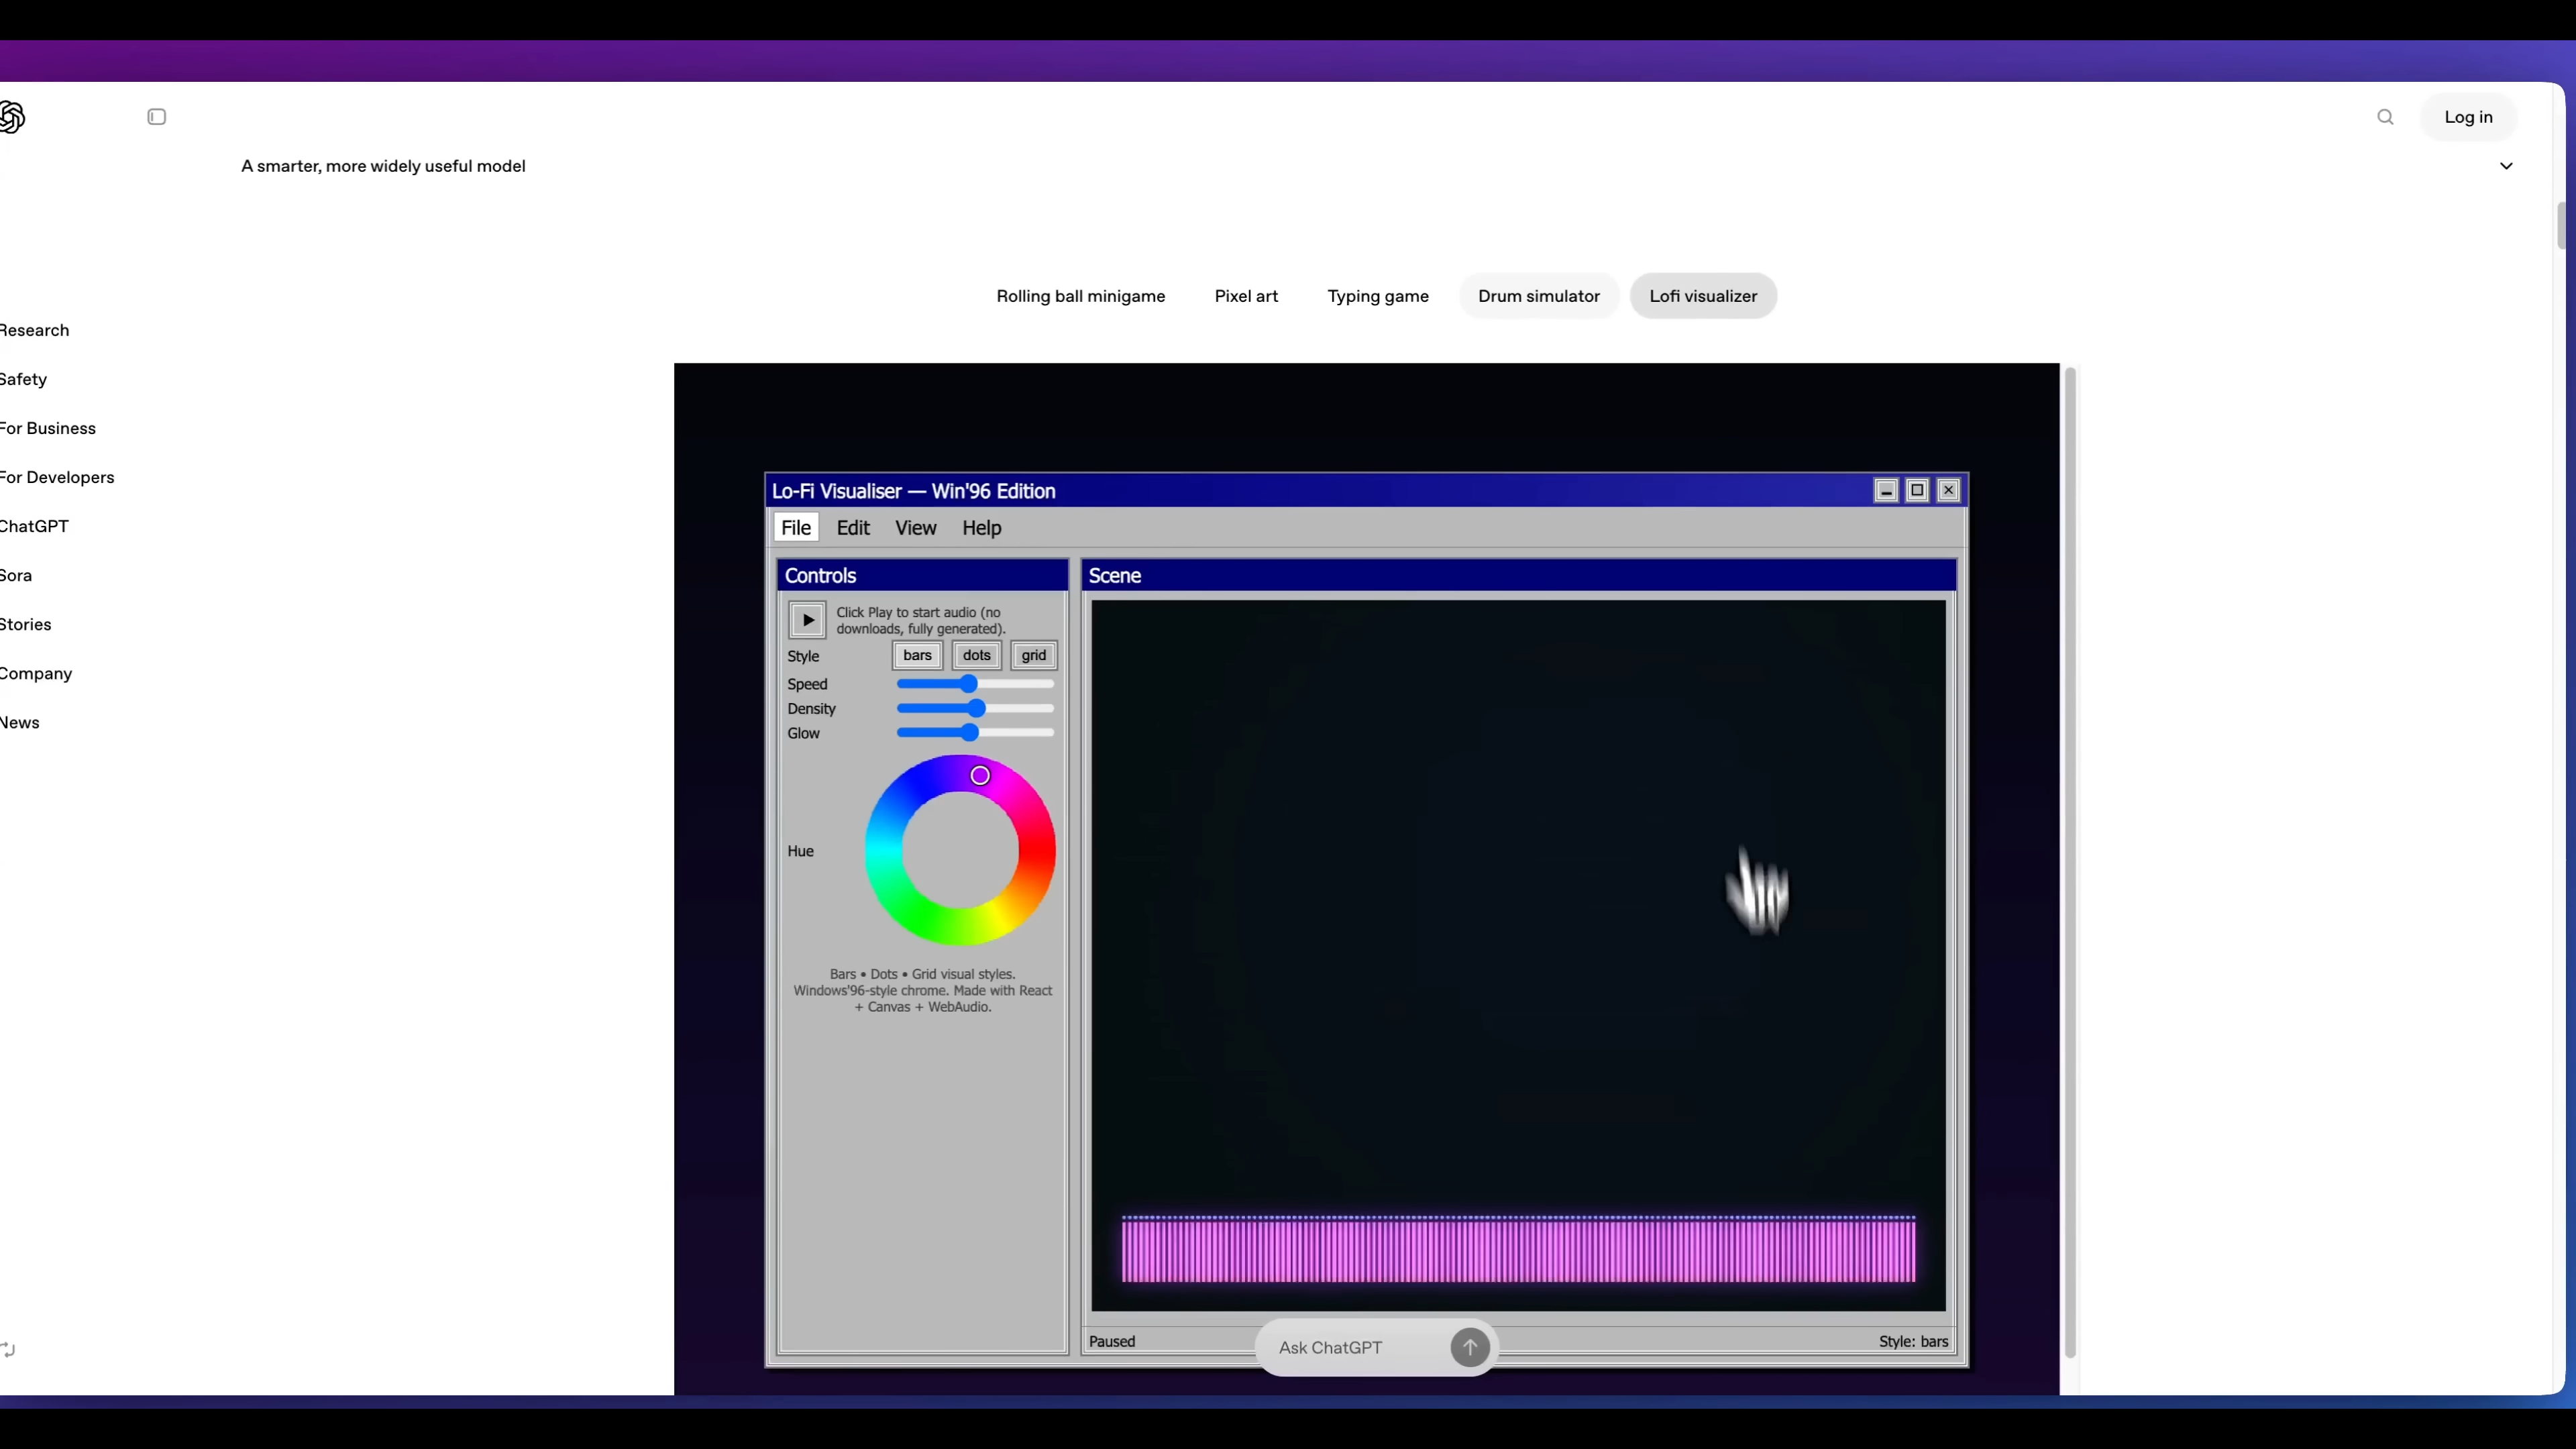 Log in
A smarter, more widely useful model
Rolling ball minigame Pixel art Typing game Drum simulator Lofi visualizer
Research
Safety
For Business
For Developers
ChatGPT
Sora
Stories
Company
News
Lo-Fi Visualiser — Win'96 Edition
File Edit View Help
Controls
Click Play to start audio (no
downloads, fully generated).
Style bars dots grid
Speed
Density
Glow
Hue
Bars • Dots • Grid visual styles.
Windows'96-style chrome. Made with React
+ Canvas + WebAudio.
Scene
Paused
Style: bars
Ask ChatGPT